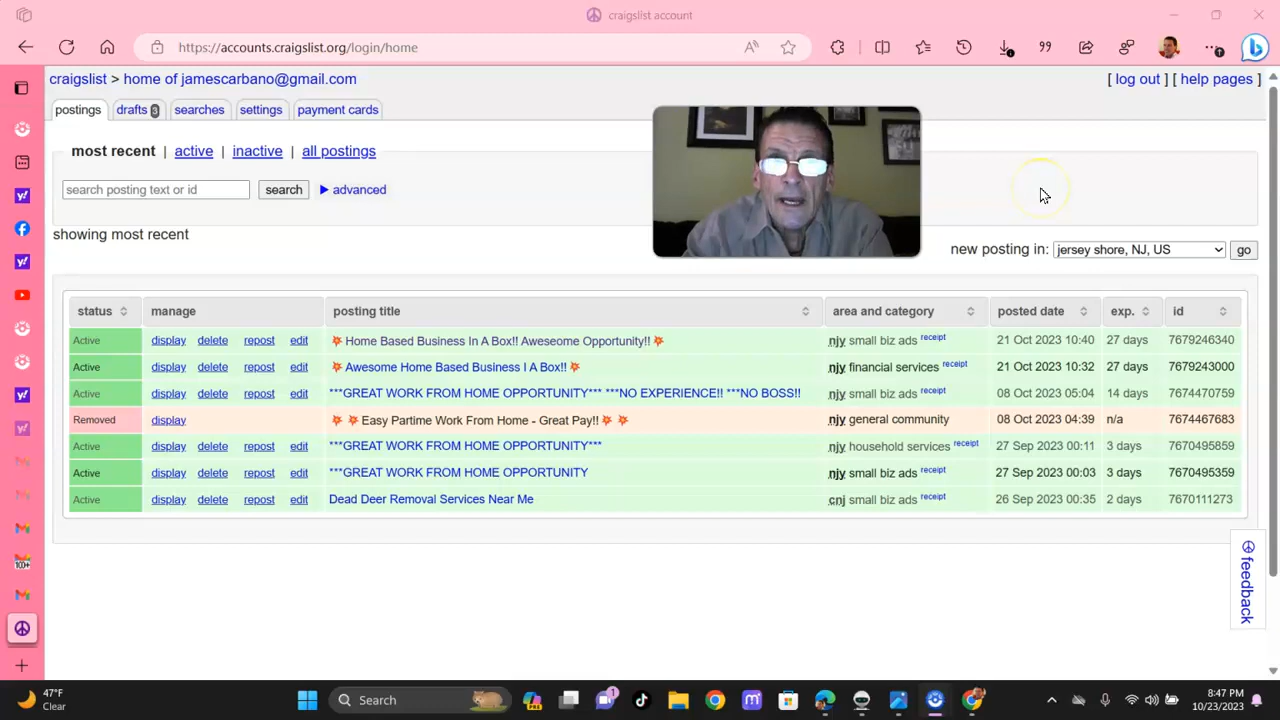 craigslist account
https://accounts.craigslist.org/login/home
craigslist > home of jamescarbano@gmail.com
[ log out ] [ help pages ]
postings drafts 3 searches settings payment cards
most recent | active | inactive | all postings
search posting text or id search ▶ advanced
showing most recent
new posting in: jersey shore, NJ, US go
status manage posting title area and category posted date exp. id
Active display delete repost edit 💥 Home Based Business In A Box!! Aweseome Opportunity!! 💥 njy small biz ads receipt 21 Oct 2023 10:40 27 days 7679246340
Active display delete repost edit 💥 Awesome Home Based Business I A Box!! 💥 njy financial services receipt 21 Oct 2023 10:32 27 days 7679243000
Active display delete repost edit ***GREAT WORK FROM HOME OPPORTUNITY*** ***NO EXPERIENCE!! ***NO BOSS!! njy small biz ads receipt 08 Oct 2023 05:04 14 days 7674470759
Removed display 💥 💥 Easy Partime Work From Home - Great Pay!! 💥 💥 njy general community 08 Oct 2023 04:39 n/a 7674467683
Active display delete repost edit ***GREAT WORK FROM HOME OPPORTUNITY*** njy household services receipt 27 Sep 2023 00:11 3 days 7670495859
Active display delete repost edit ***GREAT WORK FROM HOME OPPORTUNITY njy small biz ads receipt 27 Sep 2023 00:03 3 days 7670495359
Active display delete repost edit Dead Deer Removal Services Near Me cnj small biz ads receipt 26 Sep 2023 00:35 2 days 7670111273
feedback
100+
47°F
Clear
Search
PRE
1
8:47 PM
10/23/2023